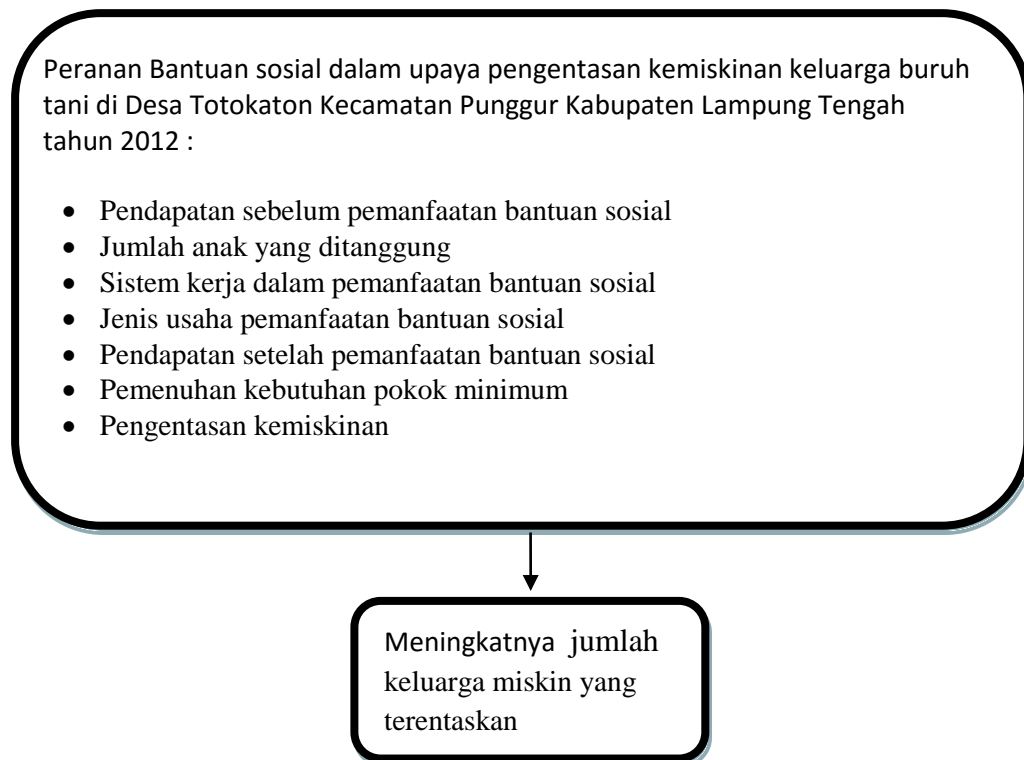 Peranan Bantuan sosial dalam upaya pengentasan kemiskinan keluarga buruh
tani di Desa Totokaton Kecamatan Punggur Kabupaten Lampung Tengah
tahun 2012 :
• Pendapatan sebelum pemanfaatan bantuan sosial
• Jumlah anak yang ditanggung
• Sistem kerja dalam pemanfaatan bantuan sosial
• Jenis usaha pemanfaatan bantuan sosial
• Pendapatan setelah pemanfaatan bantuan sosial
• Pemenuhan kebutuhan pokok minimum
• Pengentasan kemiskinan
Meningkatnya jumlah
keluarga miskin yang
terentaskan